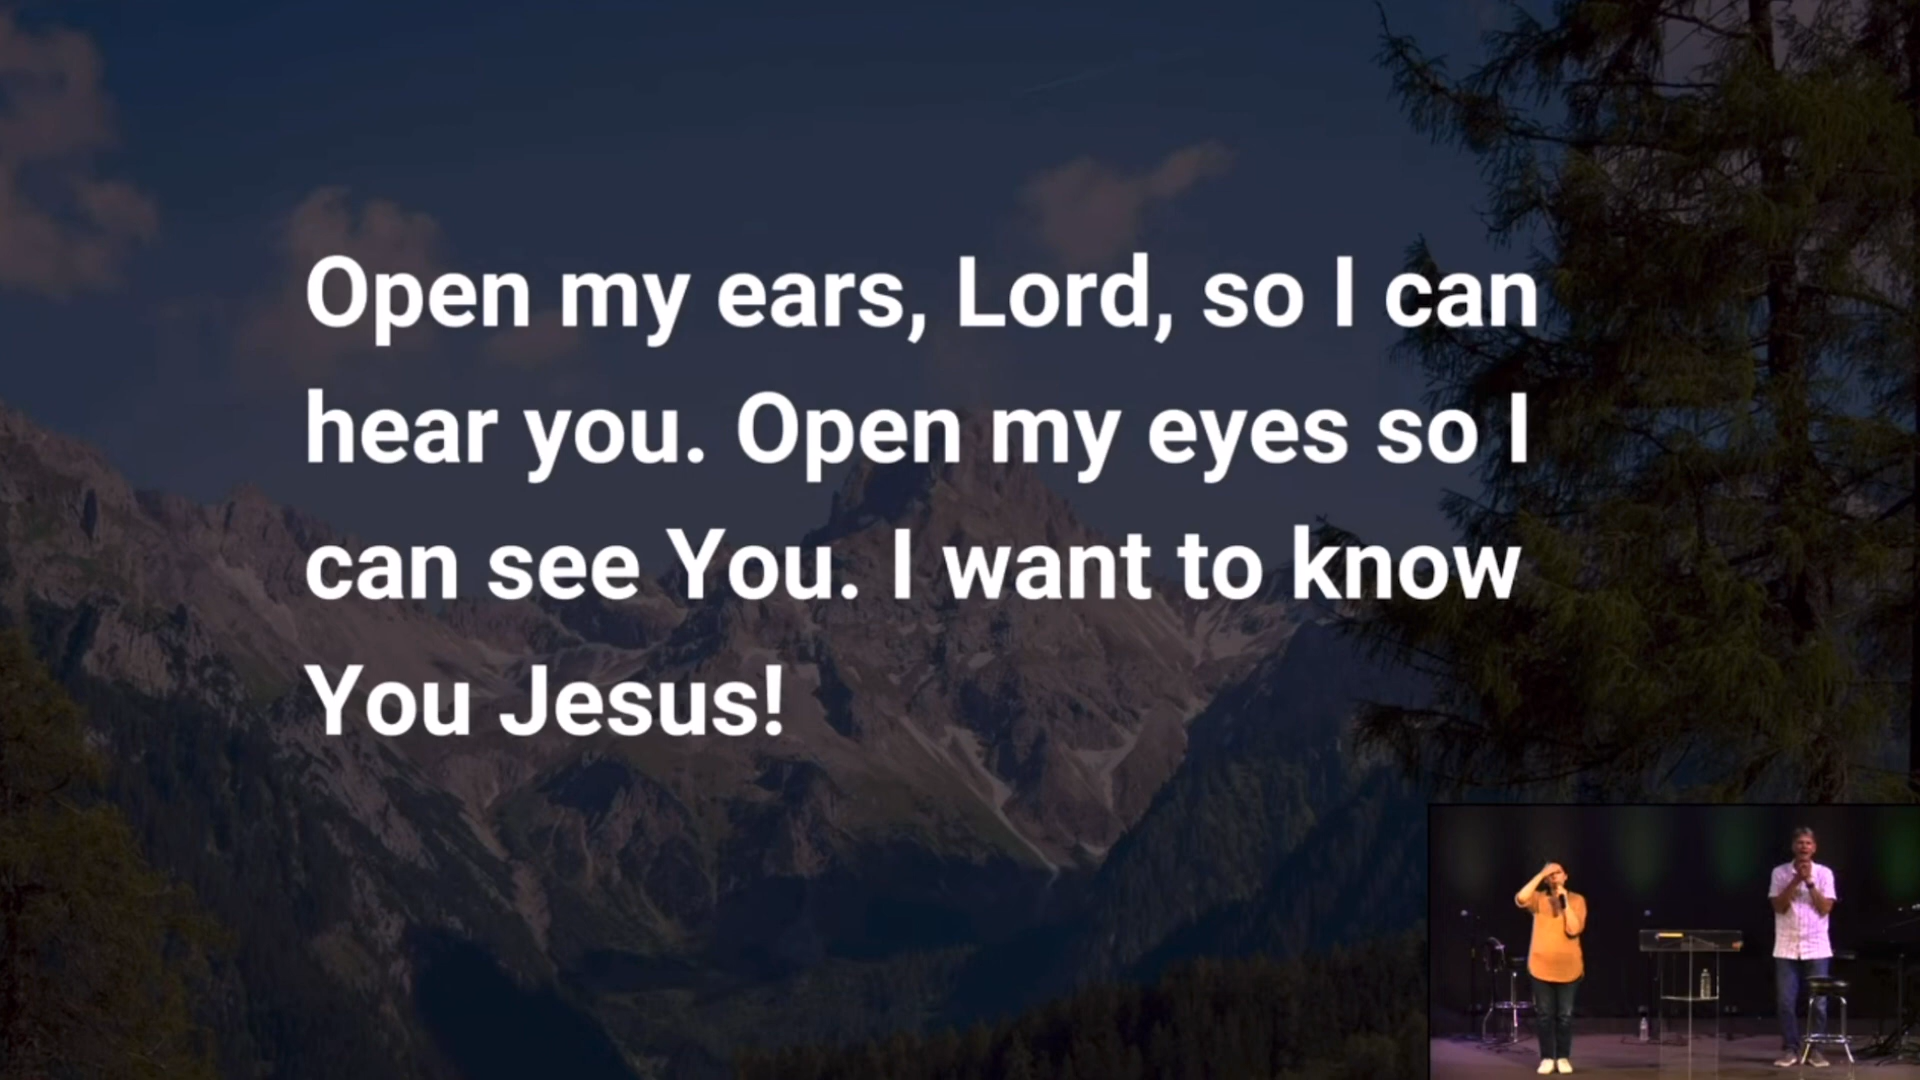 Open my ears, Lord, so I can
hear you. Open my eyes so I
can see You. I want to know
You Jesus!